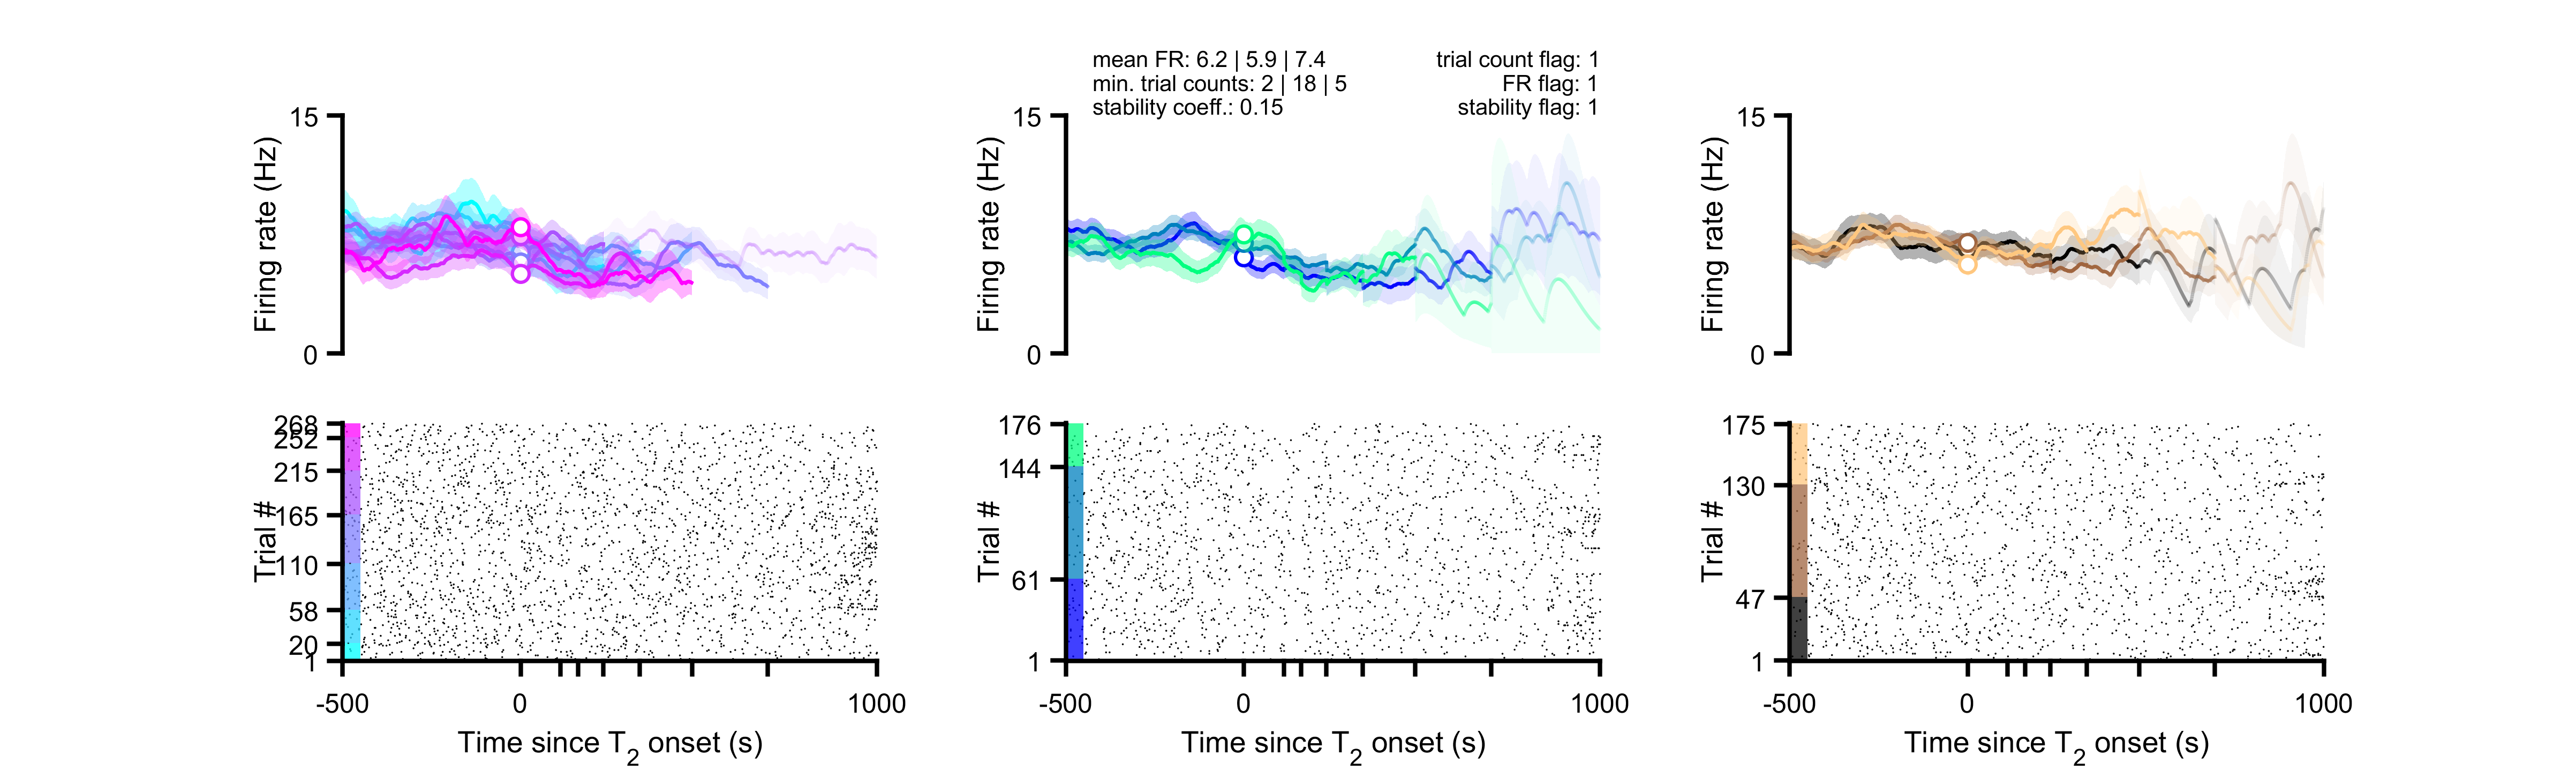 mean FR: 6.2 | 5.9 | 7.4
min. trial counts: 2 | 18 | 5
stability coeff.: 0.15
trial count flag: 1
FR flag: 1
stability flag: 1
15
Firing rate (Hz)
0
15
Firing rate (Hz)
0
15
Firing rate (Hz)
0
268
252
215
165
110
58
20
1
Trial #
-500
0
1000
Time since T2 onset (s)
176
144
61
1
Trial #
-500
0
1000
Time since T2 onset (s)
175
130
47
1
Trial #
-500
0
1000
Time since T2 onset (s)